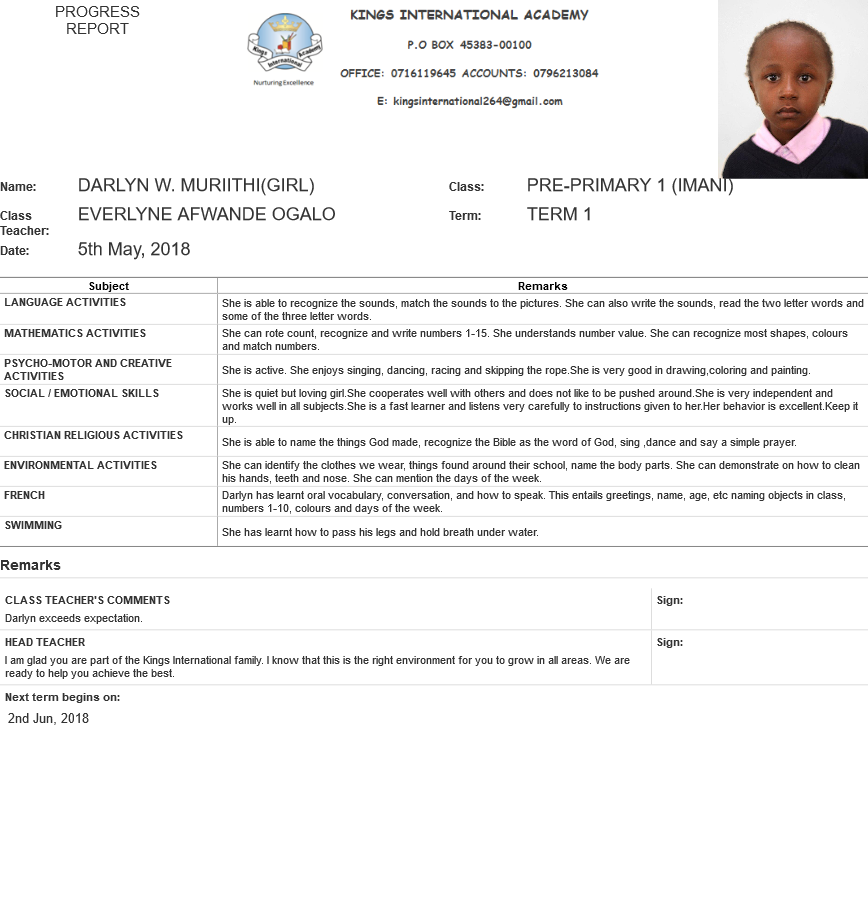 PROGRESS
REPORT
KINGS INTERNATIONAL ACADEMY
P.O BOX 45383-00100
OFFICE: 0716119645 ACCOUNTS: 0796213084
E: kingsinternational264@gmail.com
Kings Academy
International
Nurturing Excellence
Name: DARLYN W. MURIITHI(GIRL) Class: PRE-PRIMARY 1 (IMANI)
Class Teacher: EVERLYNE AFWANDE OGALO Term: TERM 1
Date: 5th May, 2018
Subject Remarks
LANGUAGE ACTIVITIES She is able to recognize the sounds, match the sounds to the pictures. She can also write the sounds, read the two letter words and
some of the three letter words.
MATHEMATICS ACTIVITIES She can rote count, recognize and write numbers 1-15. She understands number value. She can recognize most shapes, colours
and match numbers.
PSYCHO-MOTOR AND CREATIVE
ACTIVITIES She is active. She enjoys singing, dancing, racing and skipping the rope.She is very good in drawing,coloring and painting.
SOCIAL / EMOTIONAL SKILLS She is quiet but loving girl.She cooperates well with others and does not like to be pushed around.She is very independent and
works well in all subjects.She is a fast learner and listens very carefully to instructions given to her.Her behavior is excellent.Keep it
up.
CHRISTIAN RELIGIOUS ACTIVITIES She is able to name the things God made, recognize the Bible as the word of God, sing ,dance and say a simple prayer.
ENVIRONMENTAL ACTIVITIES She can identify the clothes we wear, things found around their school, name the body parts. She can demonstrate on how to clean
his hands, teeth and nose. She can mention the days of the week.
FRENCH Darlyn has learnt oral vocabulary, conversation, and how to speak. This entails greetings, name, age, etc naming objects in class,
numbers 1-10, colours and days of the week.
SWIMMING She has learnt how to pass his legs and hold breath under water.
Remarks
CLASS TEACHER'S COMMENTS Sign:
Darlyn exceeds expectation.
HEAD TEACHER Sign:
I am glad you are part of the Kings International family. I know that this is the right environment for you to grow in all areas. We are
ready to help you achieve the best.
Next term begins on:
2nd Jun, 2018